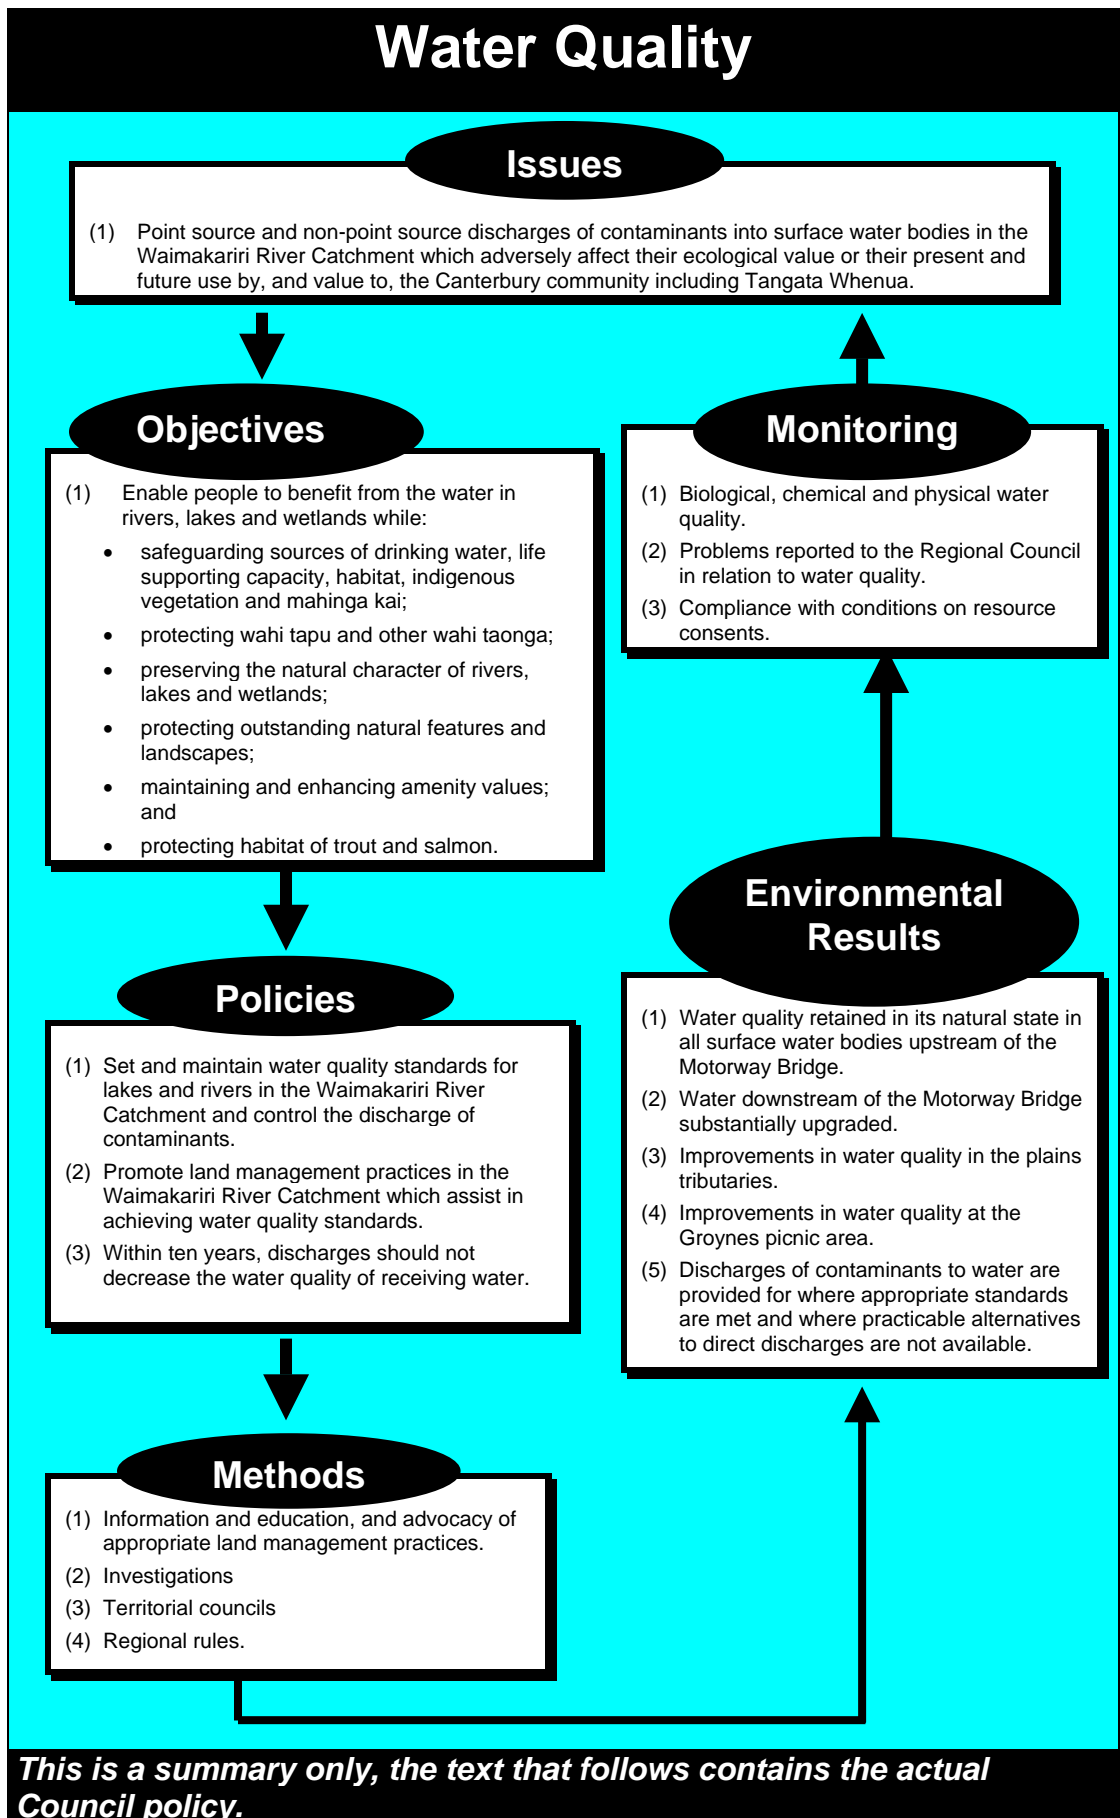 Water Quality
Issues
(1) Point source and non-point source discharges of contaminants into surface water bodies in the
Waimakariri River Catchment which adversely affect their ecological value or their present and
future use by, and value to, the Canterbury community including Tangata Whenua.
Objectives
(1) Enable people to benefit from the water in
rivers, lakes and wetlands while:
• safeguarding sources of drinking water, life
supporting capacity, habitat, indigenous
vegetation and mahinga kai;
• protecting wahi tapu and other wahi taonga;
• preserving the natural character of rivers,
lakes and wetlands;
• protecting outstanding natural features and
landscapes;
• maintaining and enhancing amenity values;
and
• protecting habitat of trout and salmon.
Policies
(1) Set and maintain water quality standards for
lakes and rivers in the Waimakariri River
Catchment and control the discharge of
contaminants.
(2) Promote land management practices in the
Waimakariri River Catchment which assist in
achieving water quality standards.
(3) Within ten years, discharges should not
decrease the water quality of receiving water.
Methods
(1) Information and education, and advocacy of
appropriate land management practices.
(2) Investigations
(3) Territorial councils
(4) Regional rules.
Environmental
Results
(1) Water quality retained in its natural state in
all surface water bodies upstream of the
Motorway Bridge.
(2) Water downstream of the Motorway Bridge
substantially upgraded.
(3) Improvements in water quality in the plains
tributaries.
(4) Improvements in water quality at the
Groynes picnic area.
(5) Discharges of contaminants to water are
provided for where appropriate standards
are met and where practicable alternatives
to direct discharges are not available.
Monitoring
(1) Biological, chemical and physical water
quality.
(2) Problems reported to the Regional Council
in relation to water quality.
(3) Compliance with conditions on resource
consents.
This is a summary only, the text that follows contains the actual
Council policy.